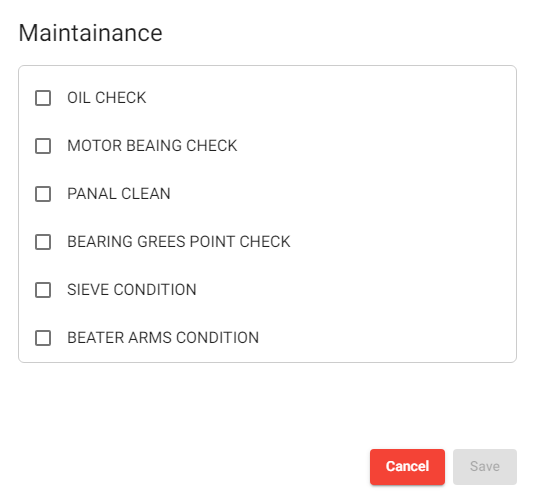 Maintainance
OIL CHECK
MOTOR BEAING CHECK
PANAL CLEAN
BEARING GREES POINT CHECK
SIEVE CONDITION
BEATER ARMS CONDITION
Cancel
Save